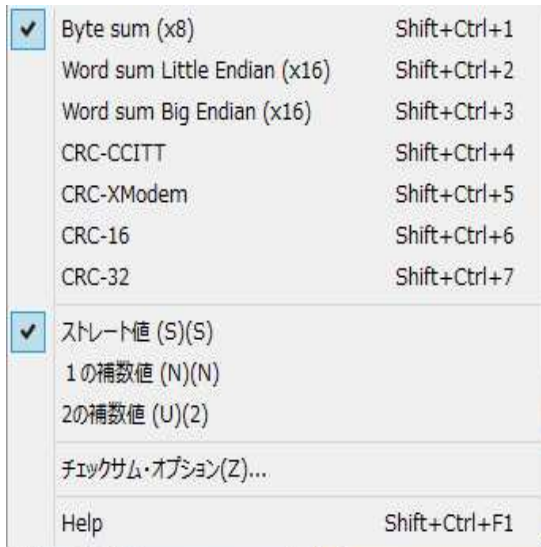 Byte sum (x8) Shift+Ctrl+1
Word sum Little Endian (x16) Shift+Ctrl+2
Word sum Big Endian (x16) Shift+Ctrl+3
CRC-CCITT Shift+Ctrl+4
CRC-XModem Shift+Ctrl+5
CRC-16 Shift+Ctrl+6
CRC-32 Shift+Ctrl+7
ストレート値 (S)(S)
1の補数値 (N)(N)
2の補数値 (U)(2)
チェックサム・オプション(Z)...
Help Shift+Ctrl+F1